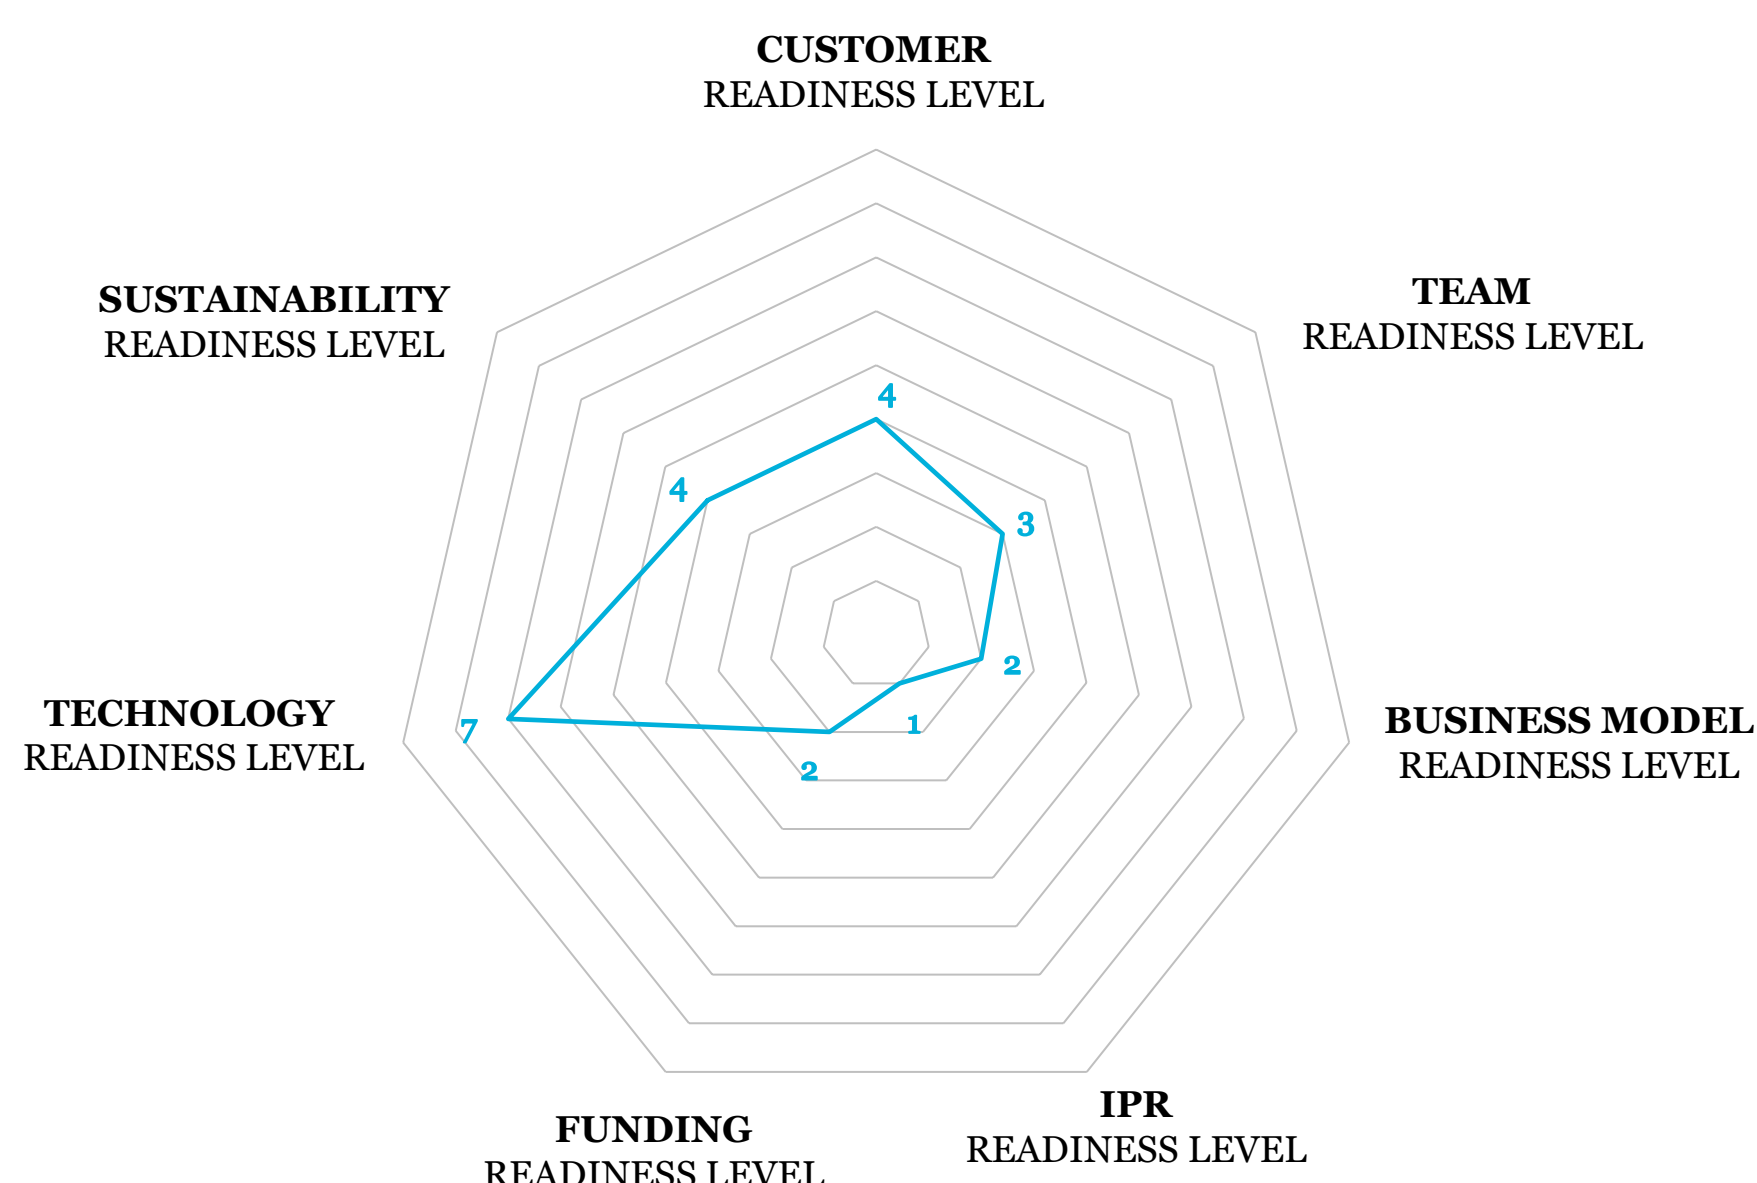 CUSTOMER
READINESS LEVEL
TEAM
READINESS LEVEL
SUSTAINABILITY
READINESS LEVEL
4
4
3
2
TECHNOLOGY
READINESS LEVEL
7
BUSINESS MODEL
READINESS LEVEL
1
2
IPR
READINESS LEVEL
FUNDING
READINESS LEVEL